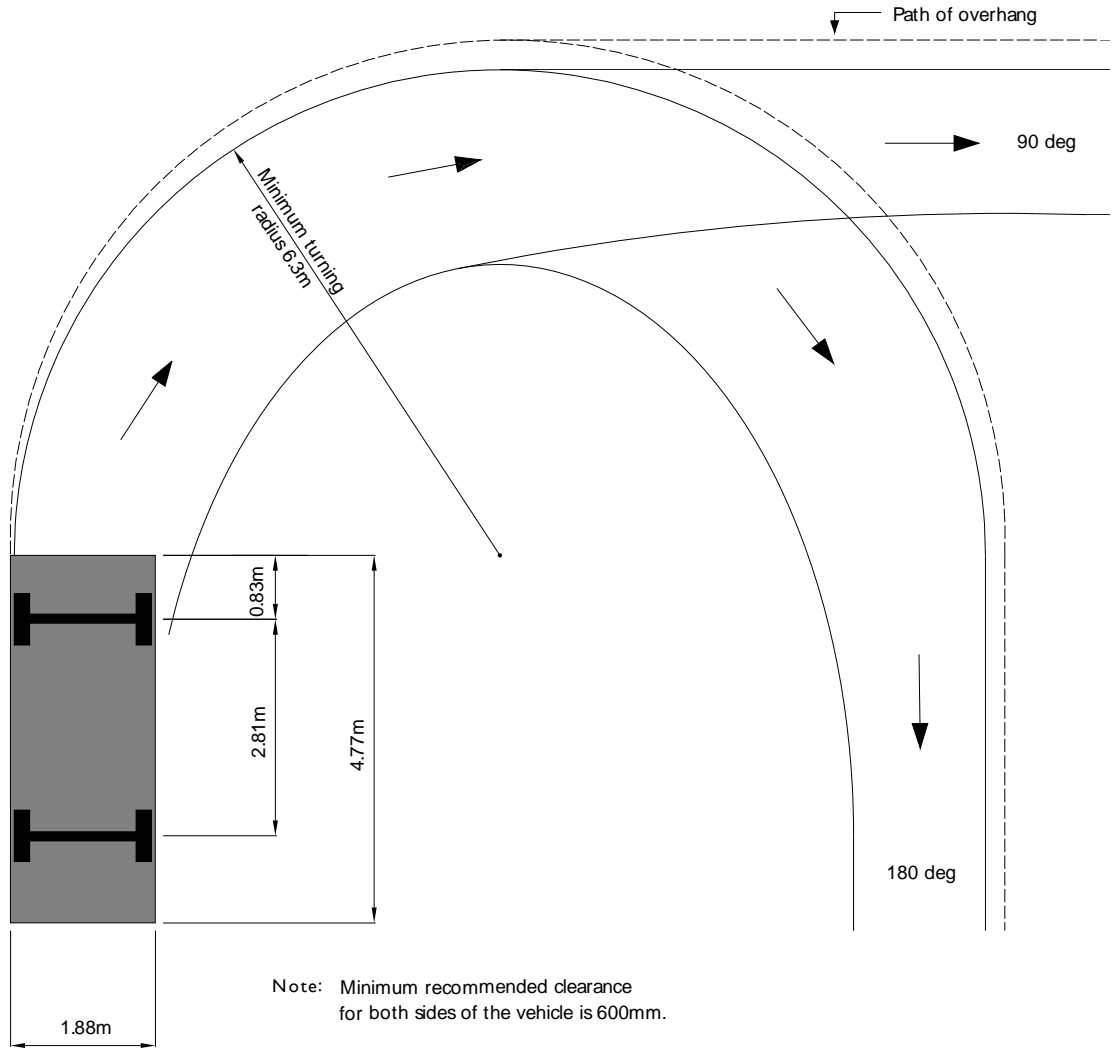 Path of overhang
90 deg
Minimum turning
radius 6.3m
0.83m
2.81m
4.77m
180 deg
Note: Minimum recommended clearance
for both sides of the vehicle is 600mm.
1.88m